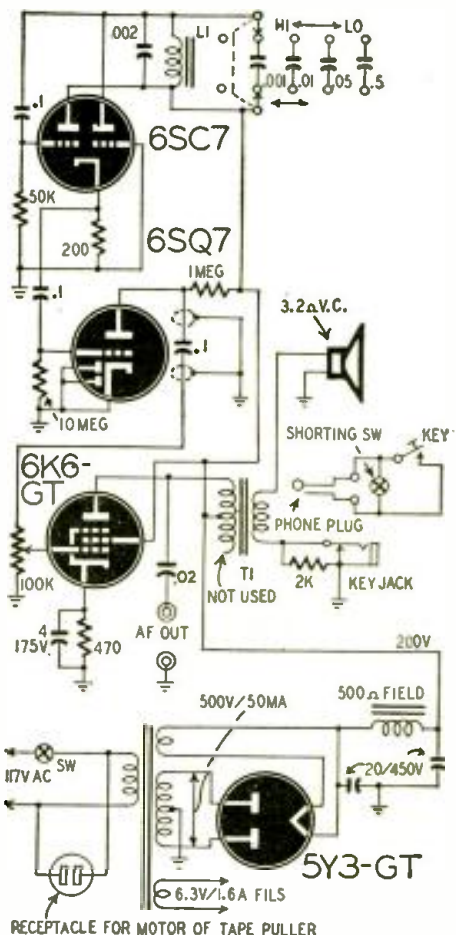 .002
L1
HI LO
.001
.01
.05
.5
.1
6SC7
50K
200
6SQ7
1MEG
.1
.1
3.2Ω V.C.
10 MEG
SHORTING SW
KEY
6K6-
GT
PHONE PLUG
100K
.02
T1
NOT USED
2K
KEY JACK
4
175V.
470
AF OUT
200V
500V/50MA
500Ω FIELD
117V AC
SW
20/450V
5Y3-GT
6.3V/1.6A FILS
RECEPTACLE FOR MOTOR OF TAPE PULLER